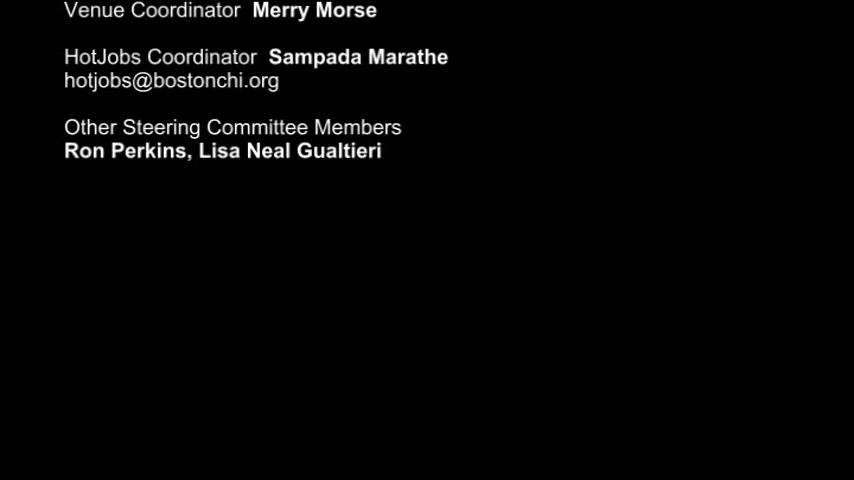 Venue Coordinator Merry Morse
HotJobs Coordinator Sampada Marathe
hotjobs@bostonchi.org
Other Steering Committee Members
Ron Perkins, Lisa Neal Gualtieri